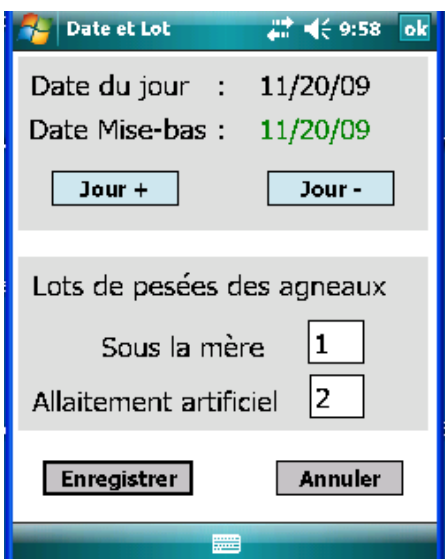 Date et Lot 9:58 ok
Date du jour : 11/20/09
Date Mise-bas : 11/20/09
Jour + Jour -
Lots de pesées des agneaux
Sous la mère 1
Allaitement artificiel 2
Enregistrer Annuler